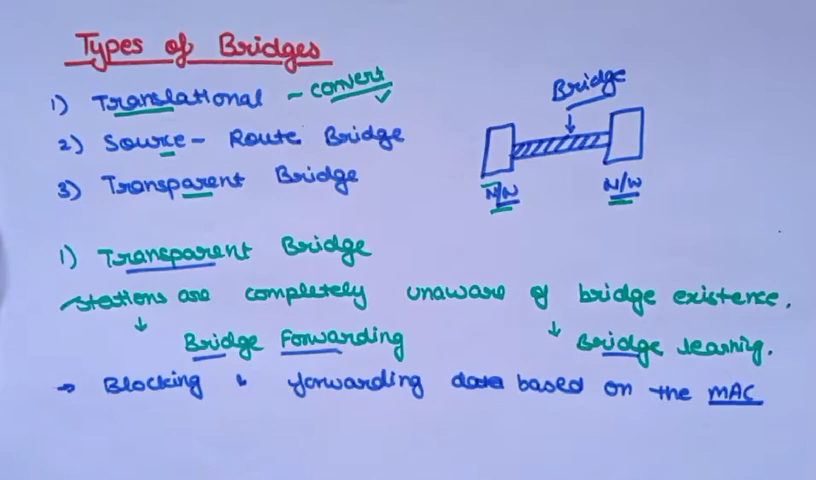 Types of Bridges
1) Translational - convert
2) Source - Route Bridge
3) Transparent Bridge
Bridge
N/W
N/W
1) Transparent Bridge
Stations are completely unaware of bridge existence.
↓ Bridge Forwarding ↓ Bridge learning.
→ Blocking & forwarding data based on the MAC